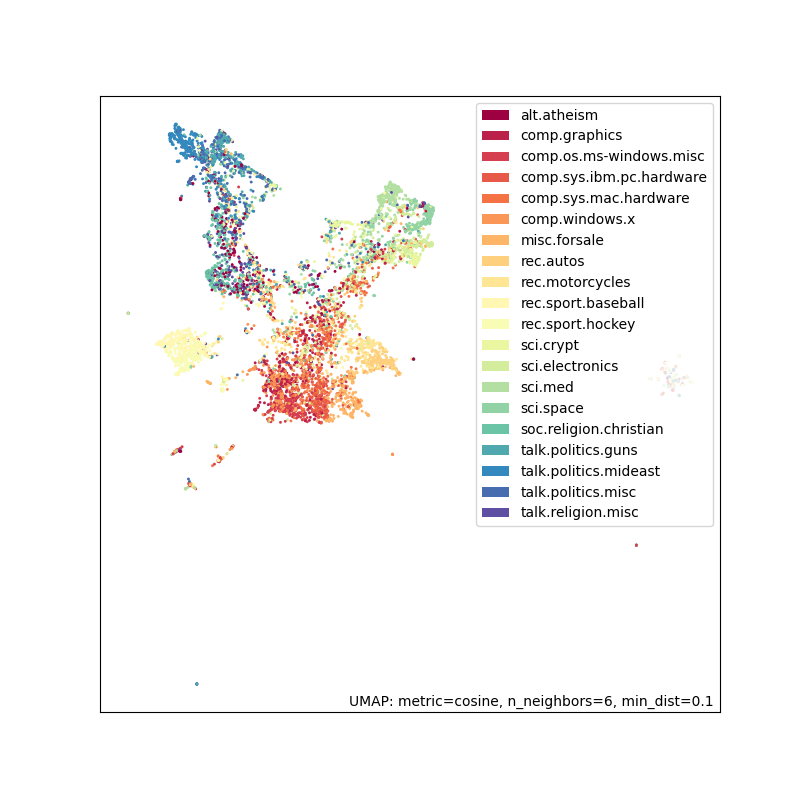 alt.atheism
comp.graphics
comp.os.ms-windows.misc
comp.sys.ibm.pc.hardware
comp.sys.mac.hardware
comp.windows.x
misc.forsale
rec.autos
rec.motorcycles
rec.sport.baseball
rec.sport.hockey
sci.crypt
sci.electronics
sci.med
sci.space
soc.religion.christian
talk.politics.guns
talk.politics.mideast
talk.politics.misc
talk.religion.misc
UMAP: metric=cosine, n_neighbors=6, min_dist=0.1